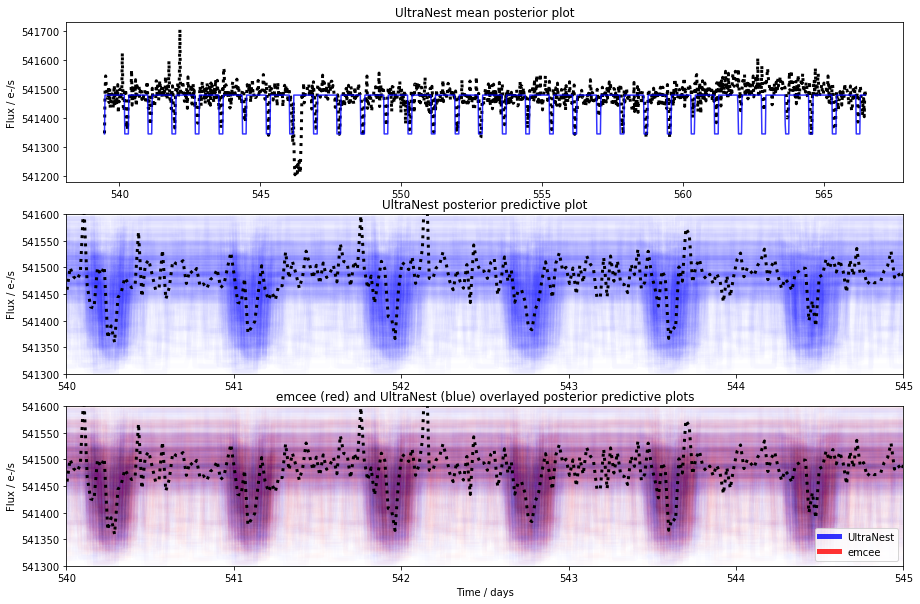 UltraNest mean posterior plot
541700
541600
541500
541400
541300
541200
Flux / e-/s
540 545 550 555 560 565
UltraNest posterior predictive plot
541600
541550
541500
541450
541400
541350
541300
Flux / e-/s
540 541 542 543 544 545
emcee (red) and UltraNest (blue) overlayed posterior predictive plots
541600
541550
541500
541450
541400
541350
541300
Flux / e-/s
UltraNest
emcee
540 541 542 543 544 545
Time / days